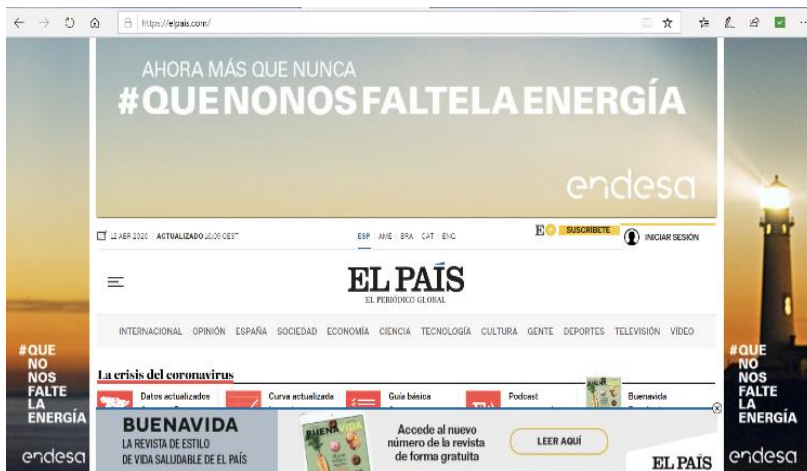 https://elpais.com/
AHORA MÁS QUE NUNCA
#QUENONOSFALTELAENERGÍA
endesa
12 ABR 2020 ACTUALIZADO CEST
ESP AME BRA CAT ENG
E SUSCRÍBETE
INICIAR SESIÓN
EL PAÍS
EL PERIÓDICO GLOBAL
INTERNACIONAL OPINIÓN ESPAÑA SOCIEDAD ECONOMÍA CIENCIA TECNOLOGÍA CULTURA GENTE DEPORTES TELEVISIÓN VÍDEO
#QUE
NO
NOS
FALTE
LA
ENERGÍA
endesa
La crisis del coronavirus
Datos actualizados
Curva actualizada
Guía básica
Podcast
Buenavida
BUENAVIDA
LA REVISTA DE ESTILO
DE VIDA SALUDABLE DE EL PAÍS
BUENAVIDA
Accede al nuevo
número de la revista
de forma gratuita
LEER AQUÍ
EL PAÍS
#QUE
NO
NOS
FALTE
LA
ENERGÍA
endesa